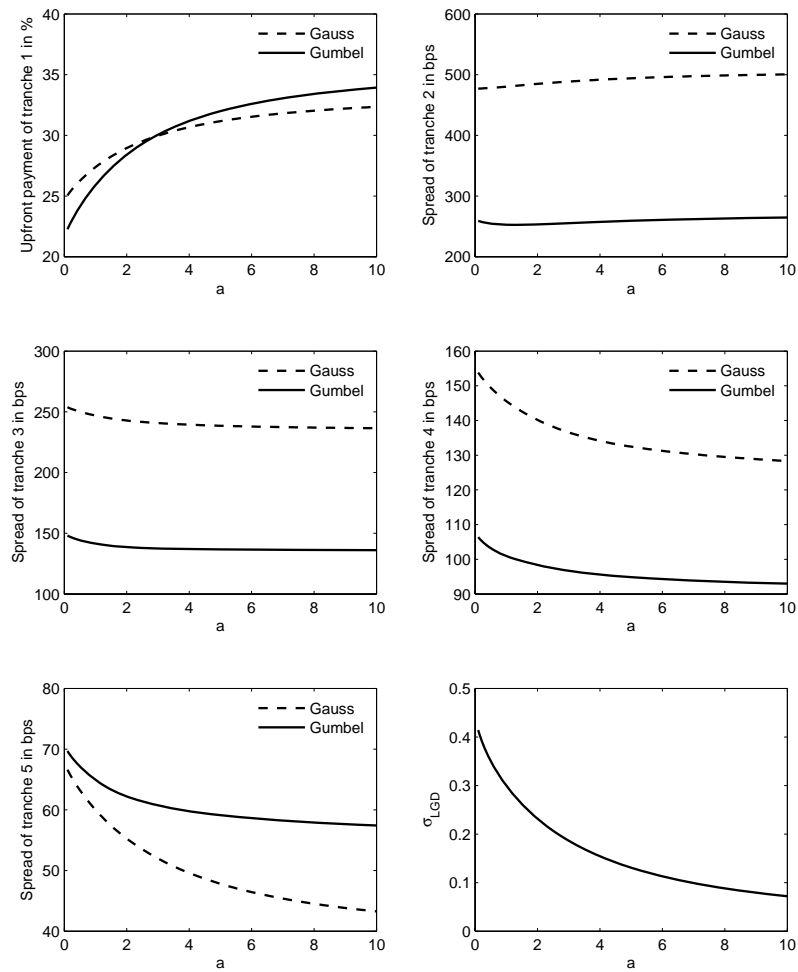 40
35
30
25
20
0 2 4 6 8 10
a
Upfront payment of tranche 1 in %
Gauss
Gumbel
600
500
400
300
200
0 2 4 6 8 10
a
Spread of tranche 2 in bps
Gauss
Gumbel
300
250
200
150
100
0 2 4 6 8 10
a
Spread of tranche 3 in bps
Gauss
Gumbel
160
150
140
130
120
110
100
90
0 2 4 6 8 10
a
Spread of tranche 4 in bps
Gauss
Gumbel
80
70
60
50
40
0 2 4 6 8 10
a
Spread of tranche 5 in bps
Gauss
Gumbel
0.5
0.4
0.3
0.2
0.1
0
0 2 4 6 8 10
a
σLGD